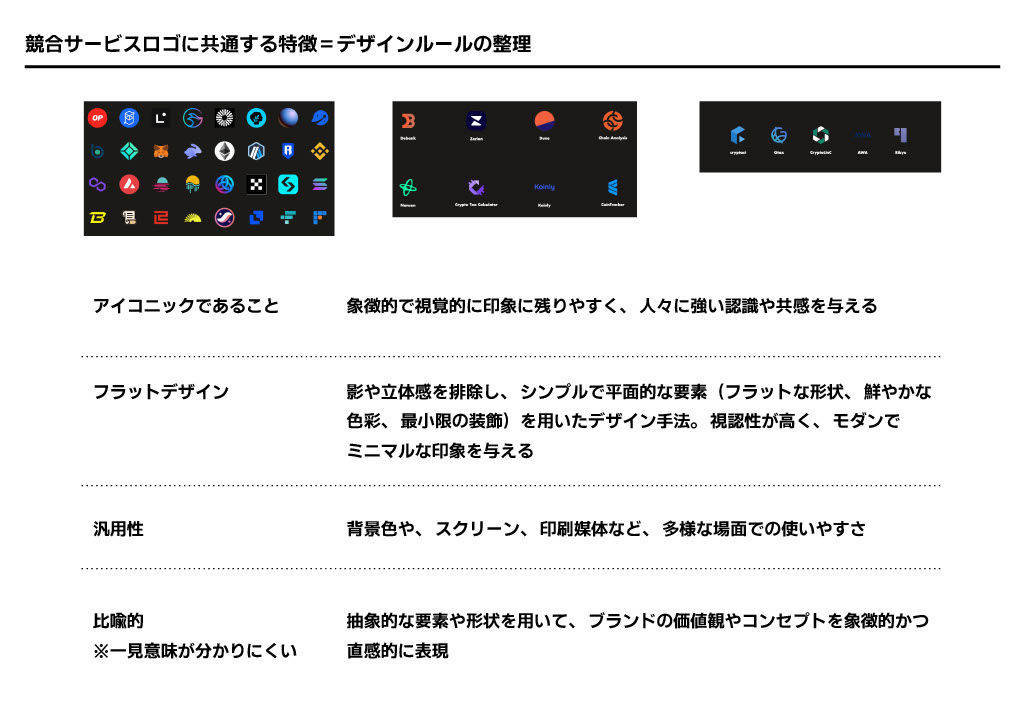 競合サービスロゴに共通する特徴＝デザインルールの整理
OP
Debank
Zerion
Dune
Chain Analysis
Nansen
Crypto Tax Calculator
Koinly
Koinly
CoinTracker
cryptact
Gtax
CryptoLinC
AWA
Kikyo
アイコニックであること
象徴的で視覚的に印象に残りやすく、人々に強い認識や共感を与える
フラットデザイン
影や立体感を排除し、シンプルで平面的な要素（フラットな形状、鮮やかな
色彩、最小限の装飾）を用いたデザイン手法。視認性が高く、モダンで
ミニマルな印象を与える
汎用性
背景色や、スクリーン、印刷媒体など、多様な場面での使いやすさ
比喩的
※一見意味が分かりにくい
抽象的な要素や形状を用いて、ブランドの価値観やコンセプトを象徴的かつ
直感的に表現